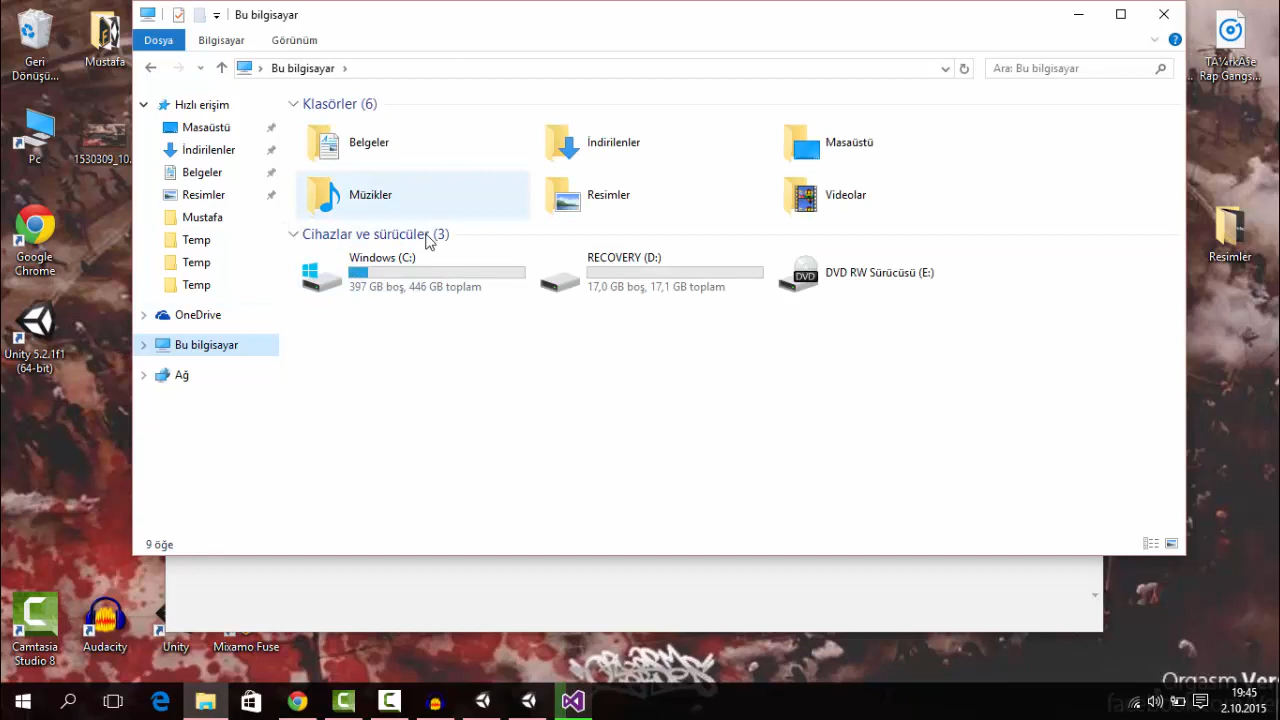 Bu bilgisayar
Dosya
Bilgisayar
Görünüm
Bu bilgisayar
Ara: Bu bilgisayar
Hızlı erişim
Masaüstü
İndirilenler
Belgeler
Resimler
Mustafa
Temp
Temp
Temp
OneDrive
Bu bilgisayar
Ağ
Klasörler (6)
Belgeler
İndirilenler
Masaüstü
Müzikler
Resimler
Videolar
Cihazlar ve sürücüler (3)
Windows (C:)
397 GB boş, 446 GB toplam
RECOVERY (D:)
17,0 GB boş, 17,1 GB toplam
DVD
DVD RW Sürücüsü (E:)
9 öğe
Geri
Dönüşü...
Mustafa
Pc
1530309_10...
Google
Chrome
Unity 5.2.1f1
(64-bit)
Camtasia
Studio 8
Audacity
Unity
Mixamo Fuse
Rap Gangs...
Resimler
Orgasm Ver
19:45
2.10.2015